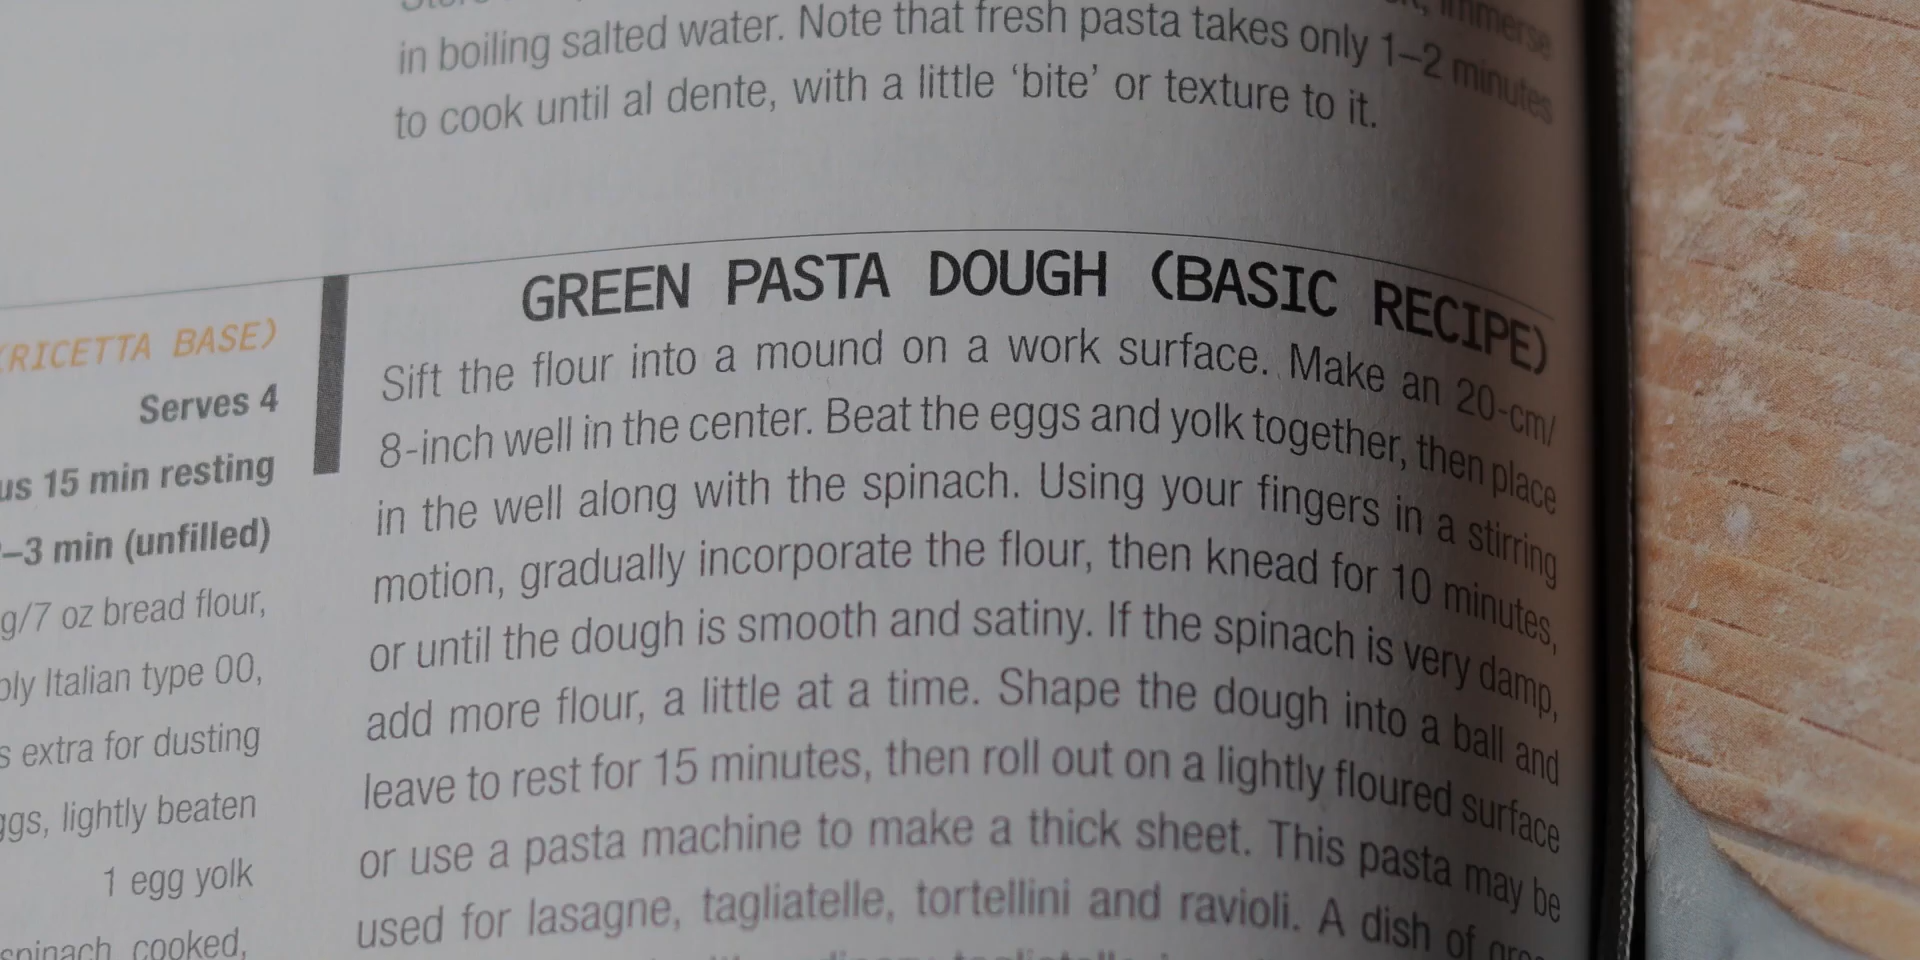 immerse
in boiling salted water. Note that fresh pasta takes only 1–2 minutes
to cook until al dente, with a little ‘bite’ or texture to it.
(RICETTA BASE)
Serves 4
15 min resting
–3 min (unfilled)
g/7 oz bread flour,
Italian type 00,
extra for dusting
lightly beaten
1 egg yolk
spinach, cooked,
GREEN PASTA DOUGH (BASIC RECIPE)
Sift the flour into a mound on a work surface. Make an 20-cm/
8-inch well in the center. Beat the eggs and yolk together, then place
in the well along with the spinach. Using your fingers in a stirring
motion, gradually incorporate the flour, then knead for 10 minutes,
or until the dough is smooth and satiny. If the spinach is very damp,
add more flour, a little at a time. Shape the dough into a ball and
leave to rest for 15 minutes, then roll out on a lightly floured surface
or use a pasta machine to make a thick sheet. This pasta may be
used for lasagne, tagliatelle, tortellini and ravioli. A dish of